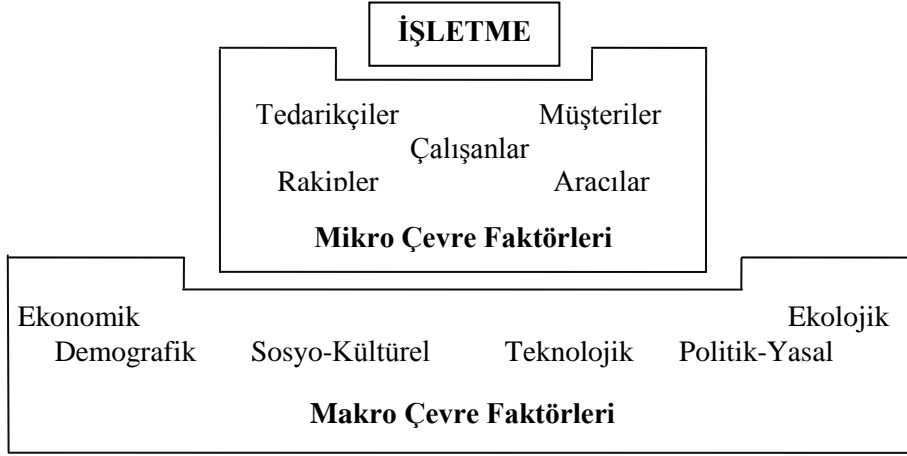 İŞLETME
Tedarikçiler Müşteriler
Çalışanlar
Rakipler Aracılar
Mikro Çevre Faktörleri
Ekonomik Ekolojik
Demografik Sosyo-Kültürel Teknolojik Politik-Yasal
Makro Çevre Faktörleri